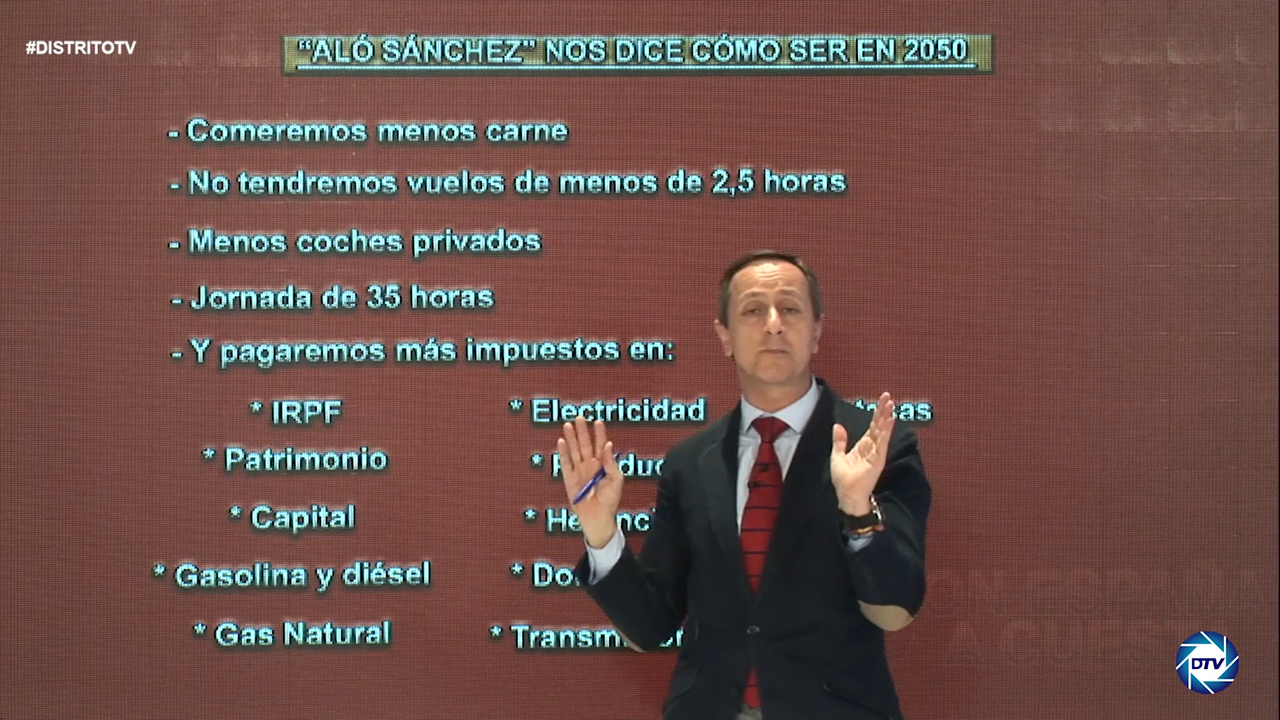 #DISTRITOTV
“ALÓ SÁNCHEZ” NOS DICE CÓMO SER EN 2050
- Comeremos menos carne
- No tendremos vuelos de menos de 2,5 horas
- Menos coches privados
- Jornada de 35 horas
- Y pagaremos más impuestos en:
* IRPF * Electricidad
* Patrimonio *
* Capital *
* Gasolina y diésel *
* Gas Natural *
DTV